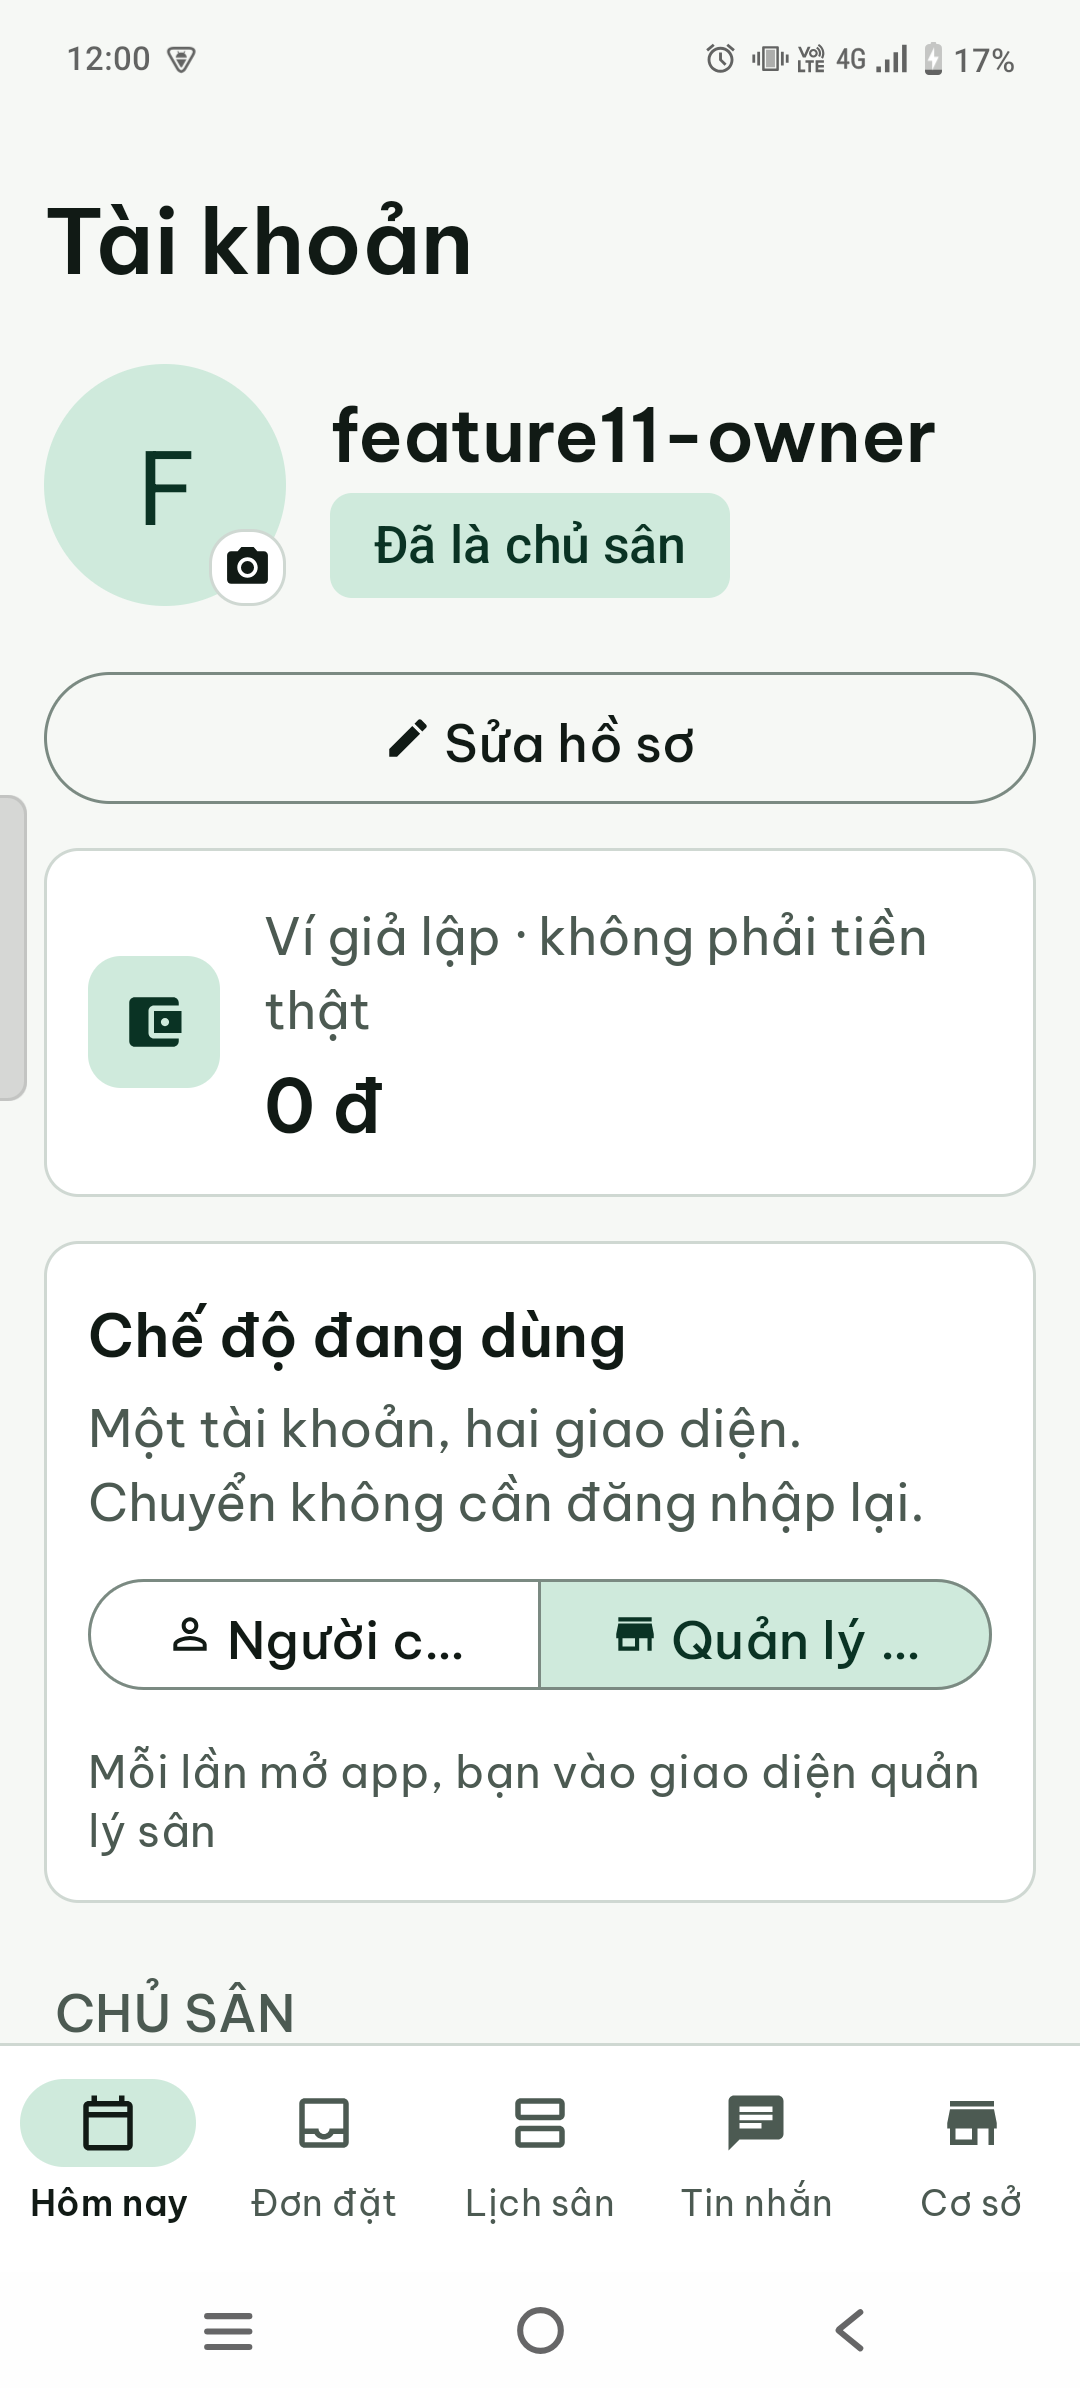 12:00
VoLTE 4G 17%
Tài khoản
F
feature11-owner
Đã là chủ sân
Sửa hồ sơ
Ví giả lập · không phải tiền
thật
0 đ
Chế độ đang dùng
Một tài khoản, hai giao diện.
Chuyển không cần đăng nhập lại.
Người c...
Quản lý ...
Mỗi lần mở app, bạn vào giao diện quản
lý sân
CHỦ SÂN
Hôm nay
Đơn đặt
Lịch sân
Tin nhắn
Cơ sở